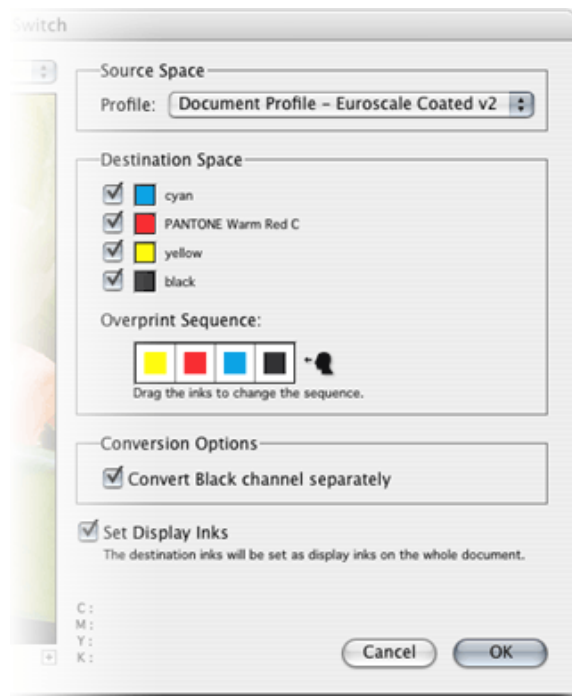 Switch
Source Space
Profile: Document Profile – Euroscale Coated v2
Destination Space
cyan
PANTONE Warm Red C
yellow
black
Overprint Sequence:
Drag the inks to change the sequence.
Conversion Options
Convert Black channel separately
Set Display Inks
The destination inks will be set as display inks on the whole document.
C:
M:
Y:
K:
Cancel OK